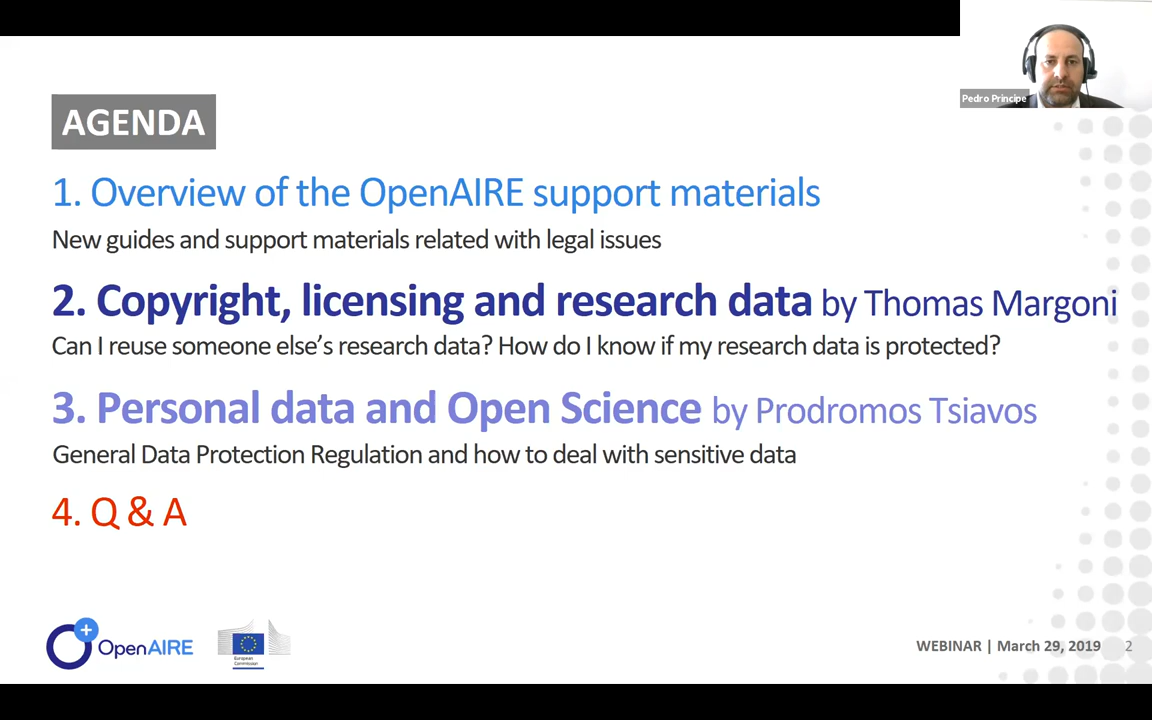 Pedro Principe
AGENDA
1. Overview of the OpenAIRE support materials
New guides and support materials related with legal issues
2. Copyright, licensing and research data by Thomas Margoni
Can I reuse someone else's research data? How do I know if my research data is protected?
3. Personal data and Open Science by Prodromos Tsiavos
General Data Protection Regulation and how to deal with sensitive data
4. Q & A
OpenAIRE
European
Commission
WEBINAR | March 29, 2019 2